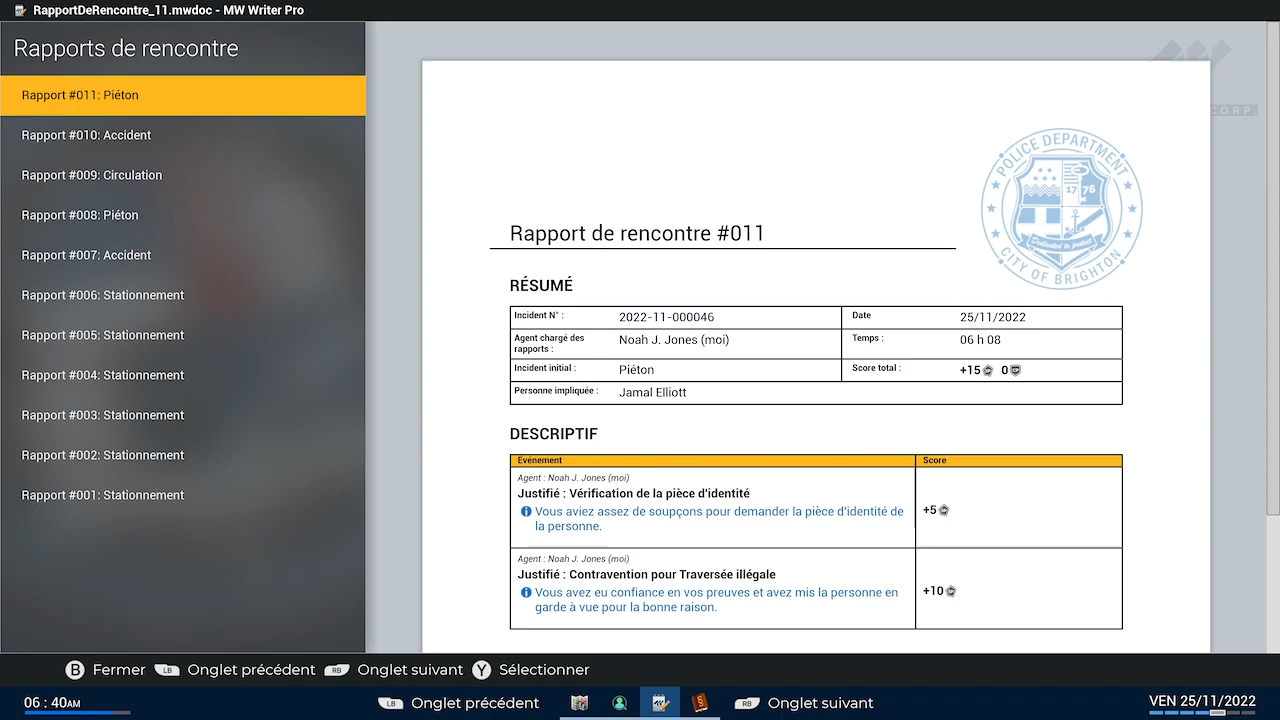 RapportDeRencontre_11.mwdoc - MW Writer Pro
Rapports de rencontre
Rapport #011: Piéton
Rapport #010: Accident
Rapport #009: Circulation
Rapport #008: Piéton
Rapport #007: Accident
Rapport #006: Stationnement
Rapport #005: Stationnement
Rapport #004: Stationnement
Rapport #003: Stationnement
Rapport #002: Stationnement
Rapport #001: Stationnement
CORP.
POLICE DEPARTMENT
17 76
Dedicated to protect
CITY OF BRIGHTON
Rapport de rencontre #011
RÉSUMÉ
Incident N° : 2022-11-000046 Date 25/11/2022
Agent chargé des
rapports : Noah J. Jones (moi) Temps : 06 h 08
Incident initial : Piéton Score total : +15 0
Personne impliquée : Jamal Elliott
DESCRIPTIF
Evénement Score
Agent : Noah J. Jones (moi)
Justifié : Vérification de la pièce d'identité
Vous aviez assez de soupçons pour demander la pièce d'identité de
la personne.
+5
Agent : Noah J. Jones (moi)
Justifié : Contravention pour Traversée illégale
Vous avez eu confiance en vos preuves et avez mis la personne en
garde à vue pour la bonne raison.
+10
B Fermer LB Onglet précédent RB Onglet suivant Y Sélectionner
06 : 40AM LB Onglet précédent RB Onglet suivant VEN 25/11/2022